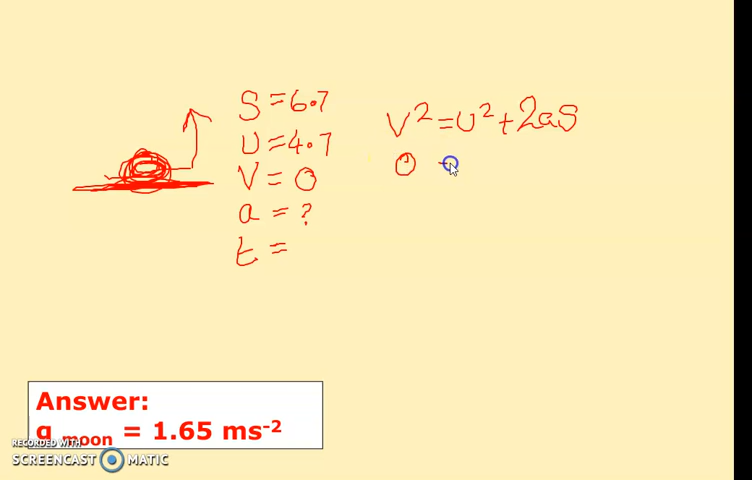 S = 6.7
U = 4.7
V = 0
a = ?
t =
V² = U² + 2aS
0 -
Answer:
g moon = 1.65 ms⁻²
RECORDED WITH
SCREENCAST MATIC